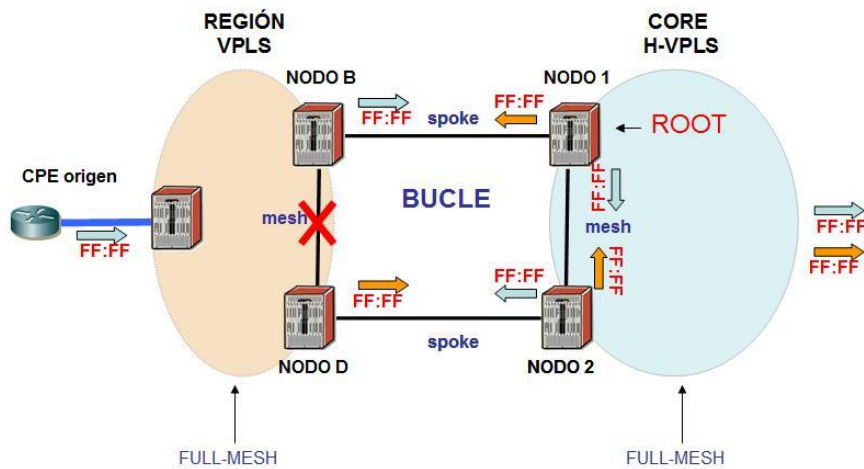 REGIÓN
VPLS
CORE
H-VPLS
NODO B
NODO 1
FF:FF
FF:FF
spoke
ROOT
CPE origen
FF:FF
mesh
BUCLE
FF:FF
mesh
FF:FF
FF:FF
FF:FF
FF:FF
FF:FF
FF:FF
spoke
NODO D
NODO 2
FULL-MESH
FULL-MESH